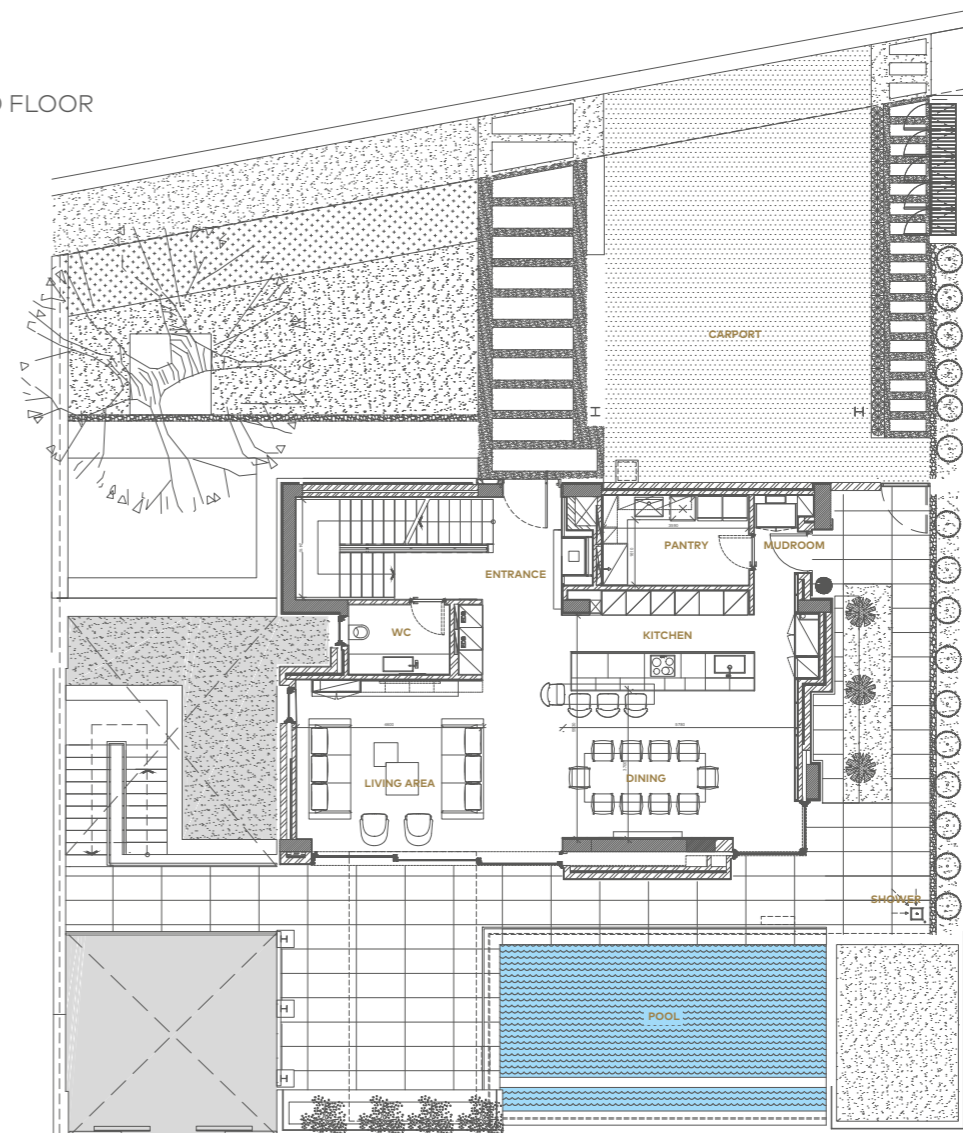 FLOOR
CARPORT
PANTRY
MUDROOM
ENTRANCE
WC
KITCHEN
LIVING AREA
DINING
SHOWER
POOL